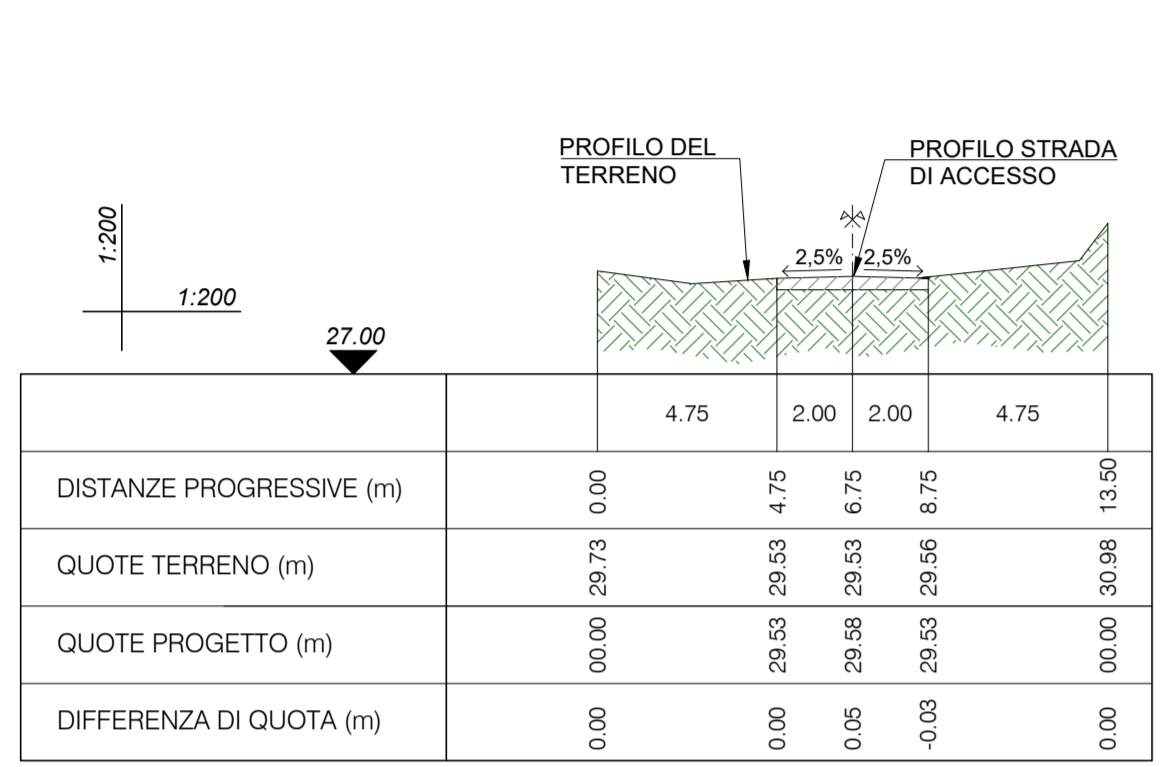 PROFILO DEL
TERRENO
PROFILO STRADA
DI ACCESSO
1:200
1:200
2,5% 2,5%
27.00
4.75 2.00 2.00 4.75
DISTANZE PROGRESSIVE (m) 0.00 4.75 6.75 8.75 13.50
QUOTE TERRENO (m) 29.73 29.53 29.53 29.56 30.98
QUOTE PROGETTO (m) 00.00 29.53 29.58 29.53 00.00
DIFFERENZA DI QUOTA (m) 0.00 0.00 0.05 -0.03 0.00